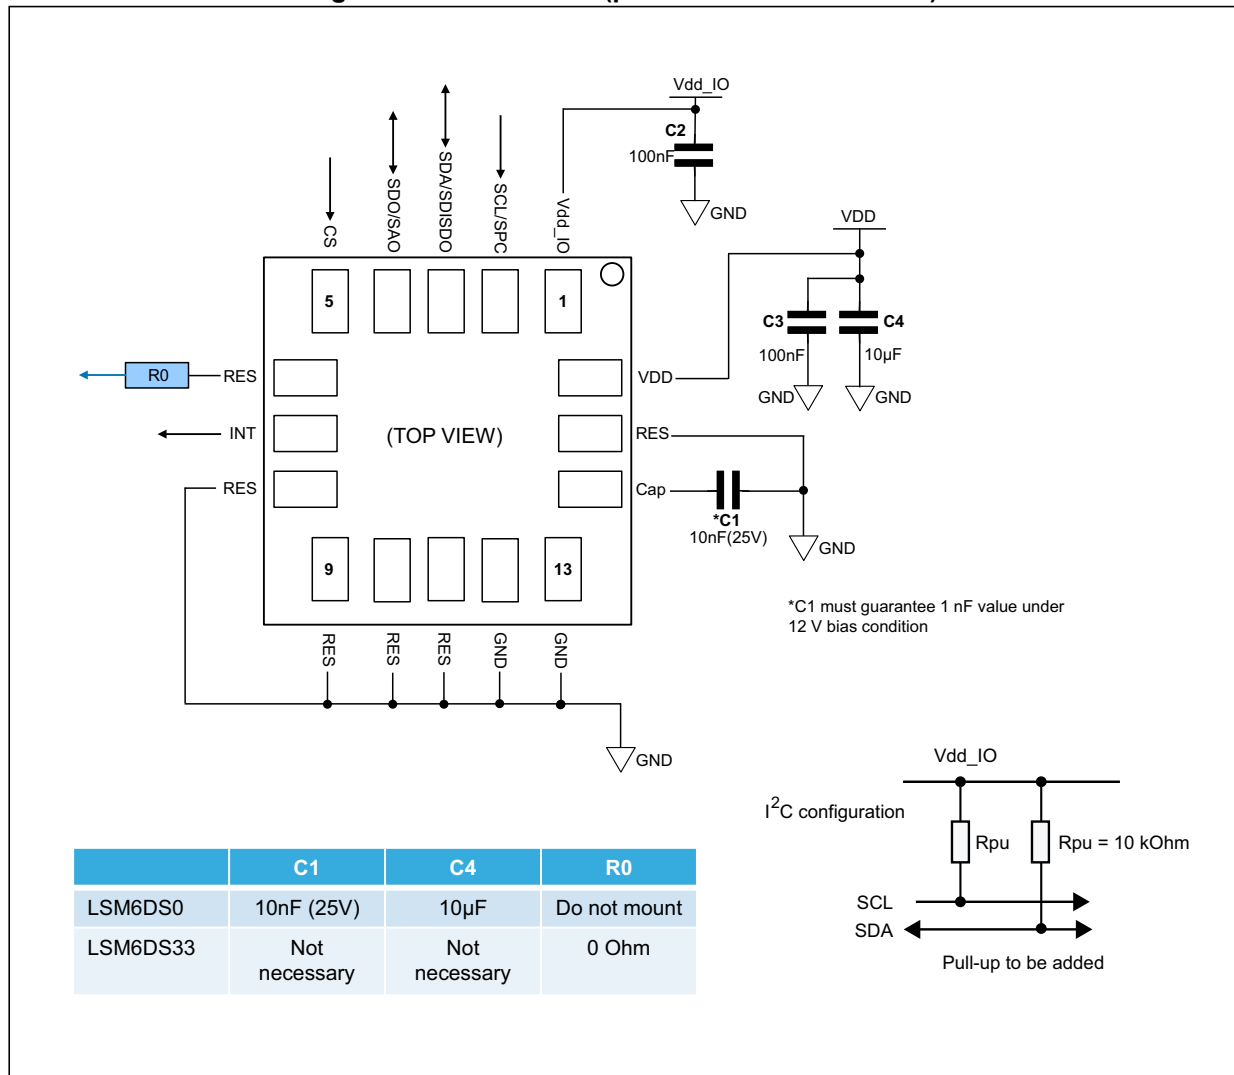 Vdd_IO
C2
100nF
GND
VDD
C3
C4
100nF
10µF
GND
GND
CS
SDO/SAO
SDA/SDISDO
SCL/SPC
Vdd_IO
5
1
R0
RES
VDD
INT
(TOP VIEW)
RES
RES
Cap
*C1
10nF(25V)
GND
9
13
*C1 must guarantee 1 nF value under
12 V bias condition
RES
RES
RES
GND
GND
GND
Vdd_IO
I2C configuration
Rpu
Rpu = 10 kOhm
SCL
SDA
Pull-up to be added
C1 C4 R0
LSM6DS0 10nF (25V) 10µF Do not mount
LSM6DS33 Not necessary Not necessary 0 Ohm